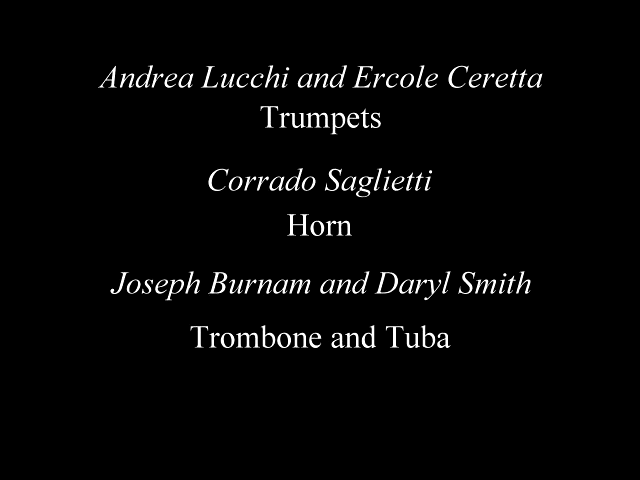 Andrea Lucchi and Ercole Ceretta
Trumpets
Corrado Saglietti
Horn
Joseph Burnam and Daryl Smith
Trombone and Tuba